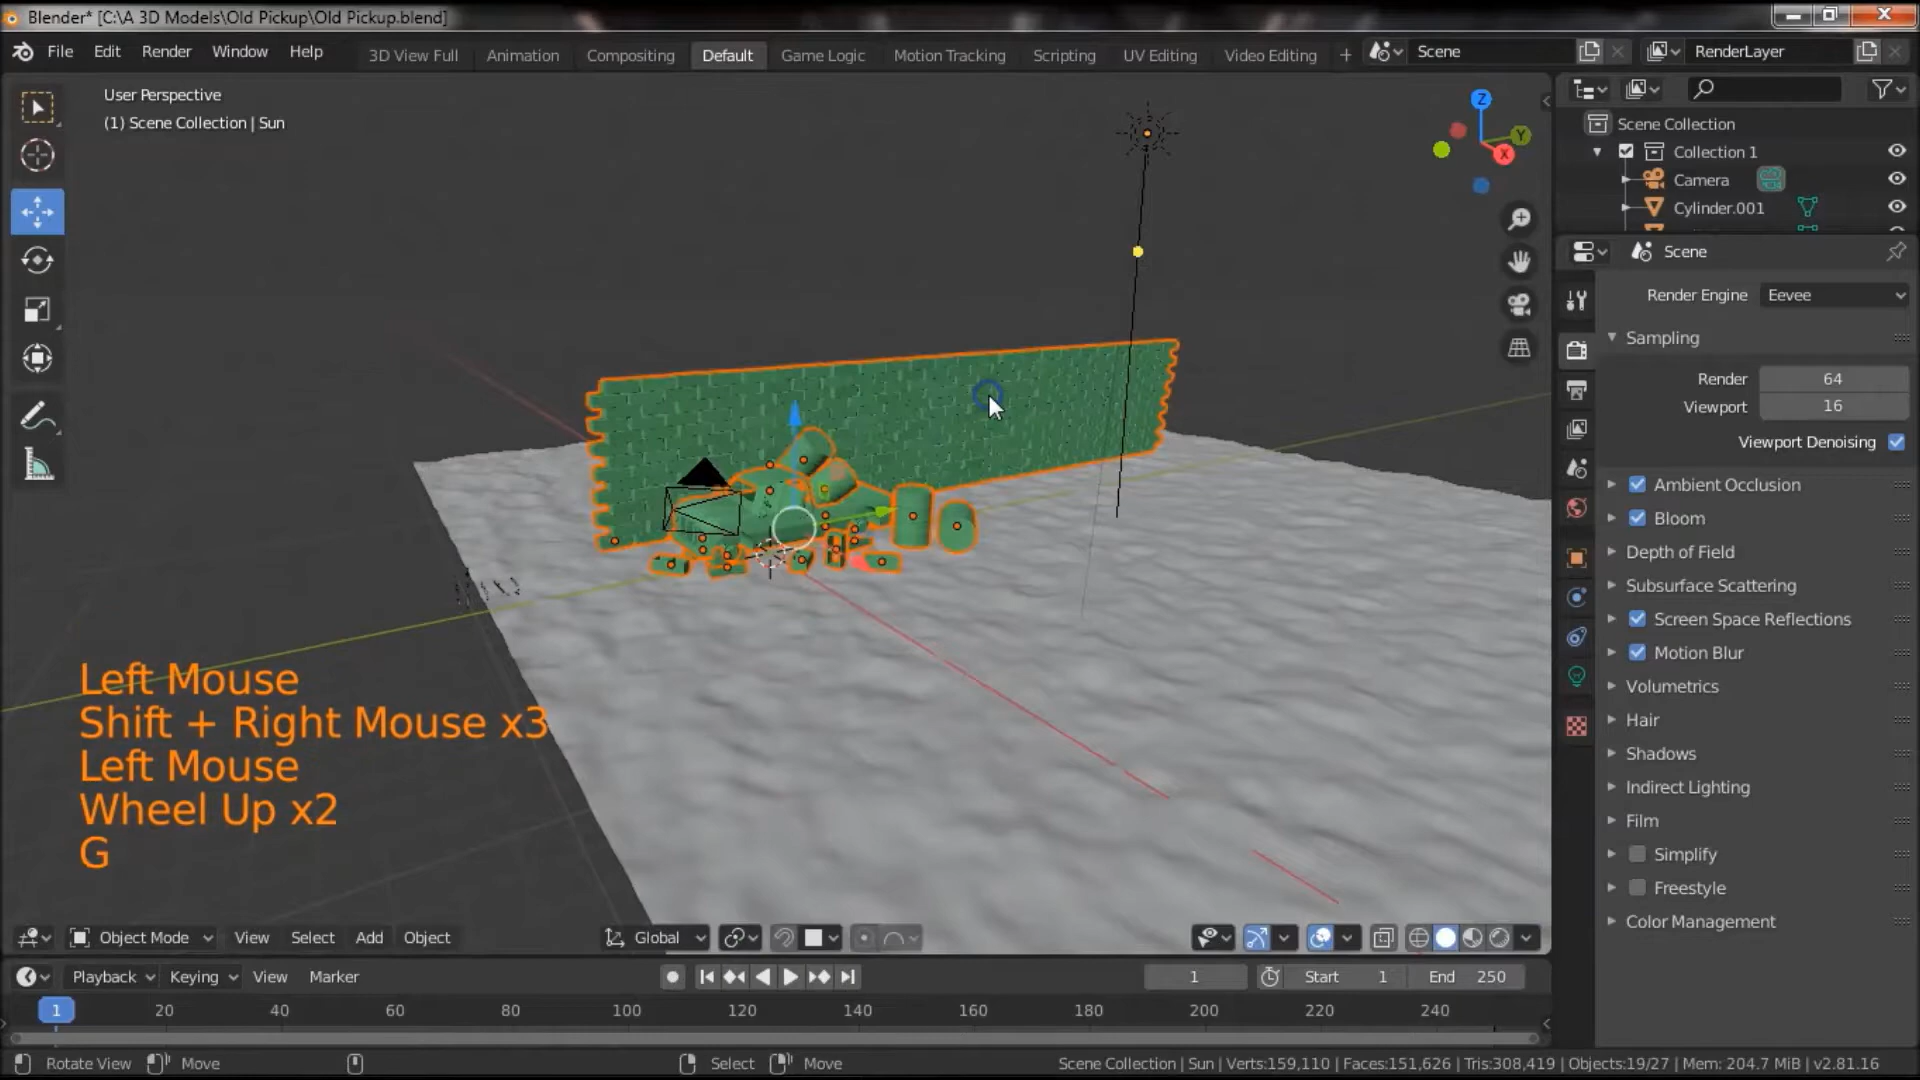 Blender* [C:\A 3D Models\Old Pickup\Old Pickup.blend]
File Edit Render Window Help 3D View Full Animation Compositing Default Game Logic Motion Tracking Scripting UV Editing Video Editing + Scene RenderLayer
User Perspective
(1) Scene Collection | Sun
Z
Y
X
Scene Collection
Collection 1
Camera
Cylinder.001
Scene
Render Engine Eevee
Sampling
Render 64
Viewport 16
Viewport Denoising
Ambient Occlusion
Bloom
Depth of Field
Subsurface Scattering
Screen Space Reflections
Motion Blur
Volumetrics
Hair
Shadows
Indirect Lighting
Film
Simplify
Freestyle
Color Management
Left Mouse
Shift + Right Mouse x3
Left Mouse
Wheel Up x2
G
Object Mode View Select Add Object Global
Playback Keying View Marker 1 Start 1 End 250
1 20 40 60 80 100 120 140 160 180 200 220 240
Rotate View Move Select Move Scene Collection | Sun | Verts:159,110 | Faces:151,626 | Tris:308,419 | Objects:19/27 | Mem: 204.7 MiB | v2.81.16